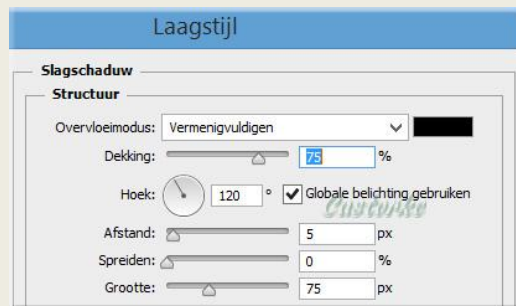 Laagstijl
Slagschaduw
Structuur
Overvloeimodus: Vermenigvuldigen
Dekking: 75 %
Hoek: 120 ° Globale belichting gebruiken
Afstand: 5 px
Spreiden: 0 %
Grootte: 75 px